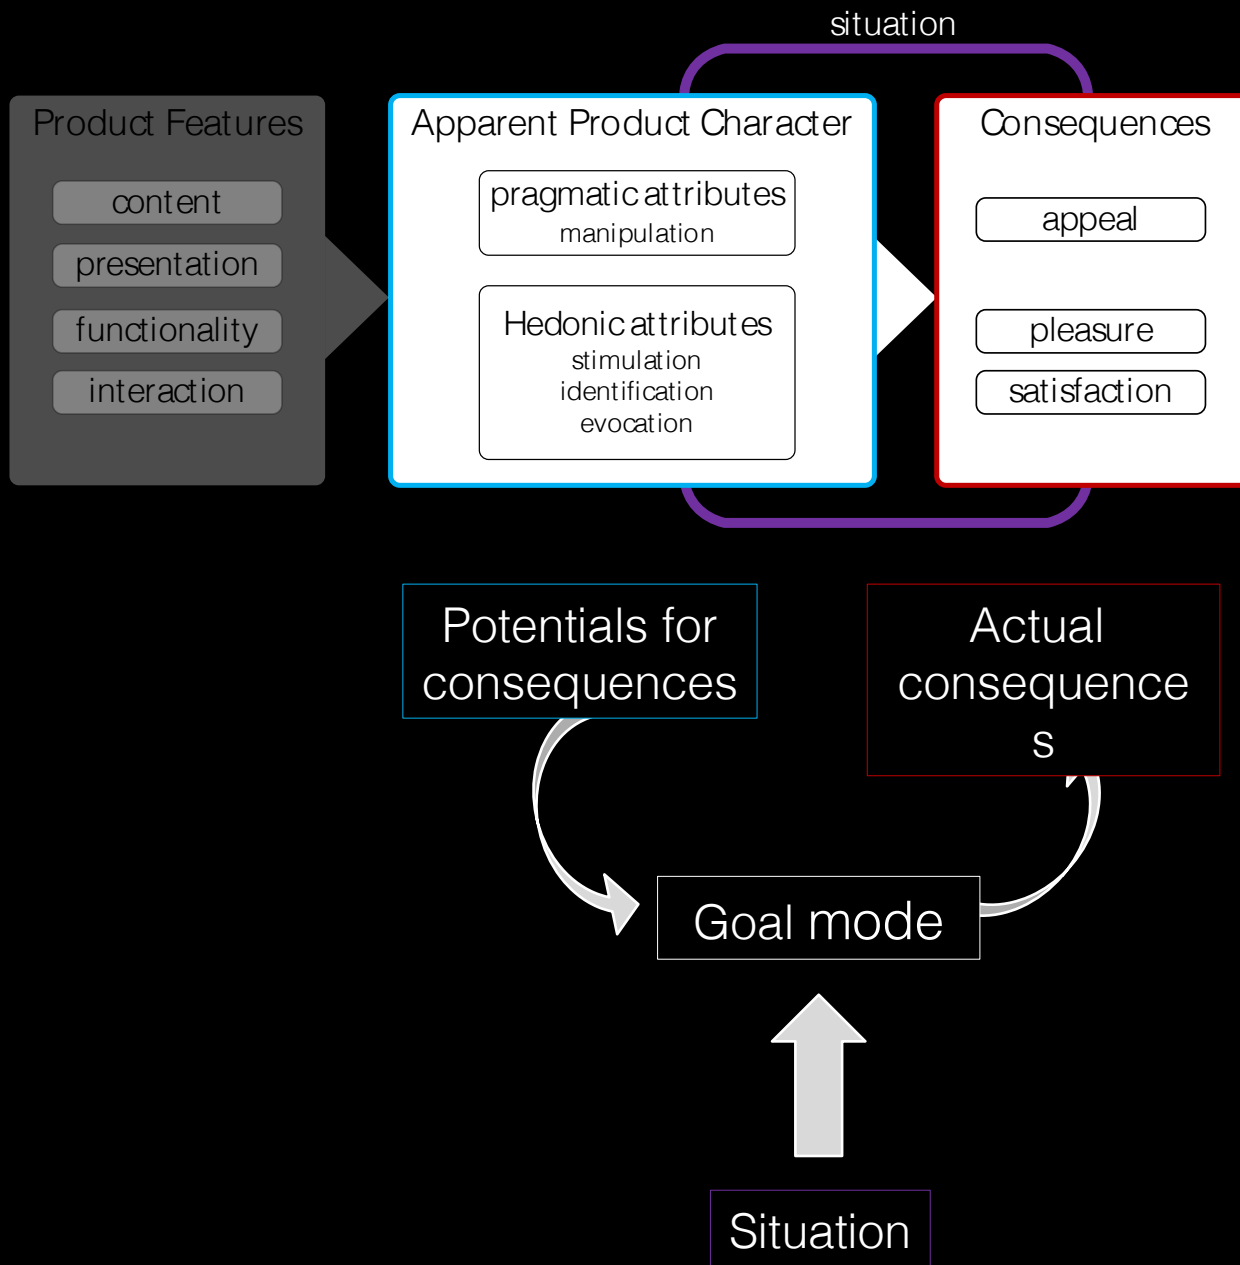 situation
Product Features
content
presentation
functionality
interaction
Apparent Product Character
pragmatic attributes
manipulation
Hedonic attributes
stimulation
identification
evocation
Consequences
appeal
pleasure
satisfaction
Potentials for
consequences
Actual
consequence
s
Goal mode
Situation